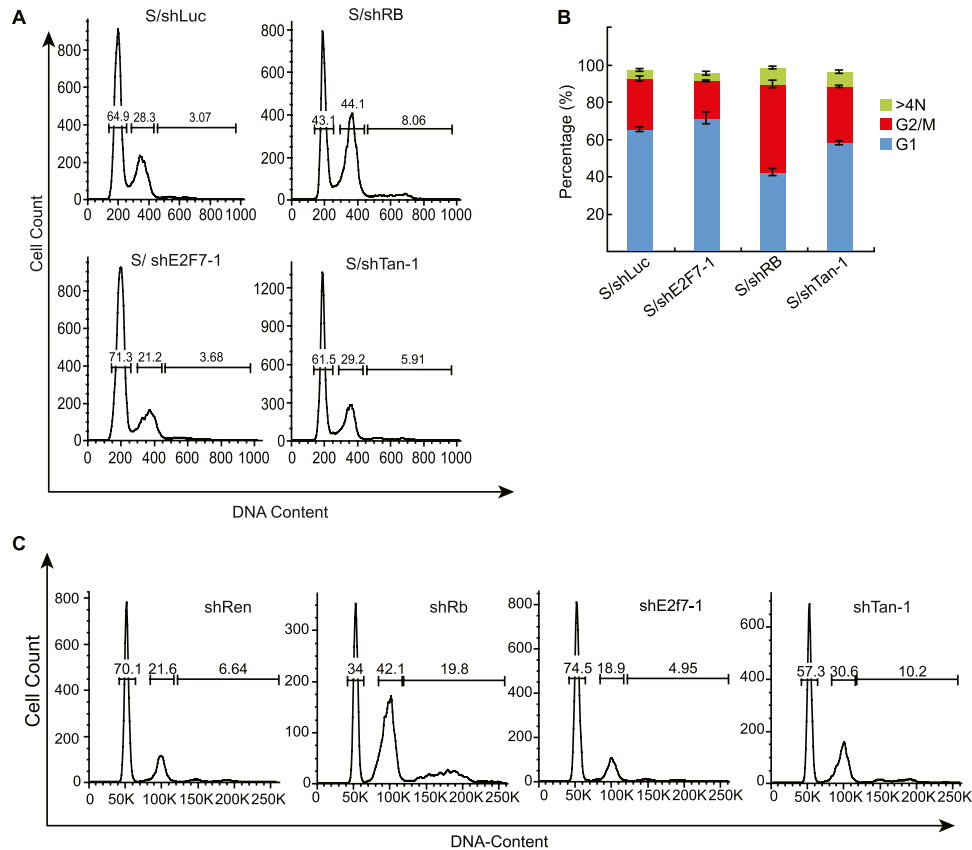 A
S/shLuc
800
600
400
200
0
64.9 28.3 3.07
0 200 400 600 800 1000
S/shRB
800
600
400
200
0
43.1 44.1 8.06
0 200 400 600 800 1000
S/ shE2F7-1
800
600
400
200
0
71.3 21.2 3.68
0 200 400 600 800 1000
S/shTan-1
1200
900
600
300
0
61.5 29.2 5.91
0 200 400 600 800 1000
Cell Count
DNA Content
B
Percentage (%)
100
80
60
40
20
S/shLuc
S/shE2F7-1
S/shRB
S/shTan-1
>4N
G2/M
G1
C
Cell Count
shRen
800
600
400
200
0
70.1 21.6 6.64
0 50K 100K 150K 200K 250K
shRb
300
200
100
0
34 42.1 19.8
0 50K 100K 150K 200K 250K
shE2f7-1
800
600
400
200
0
74.5 18.9 4.95
0 50K 100K 150K 200K 250K
shTan-1
600
400
200
0
57.3 30.6 10.2
0 50K 100K 150K 200K 250K
DNA-Content